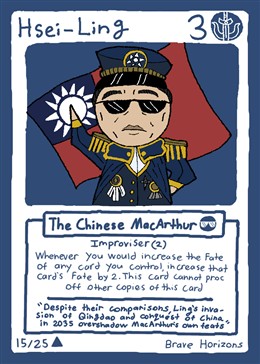 Hsei-Ling 3
The Chinese MacArthur
Improviser(2)
Whenever you would increase the Fate
of any card you control, increase that
Card's Fate by 2. This Card cannot proc
off other copies of this Card
"Despite their comparisons, Ling's inva-
sion of Qingdao and conquest of China
in 2035 overshadow MacArthur's own feats"
15/25 Brave Horizons